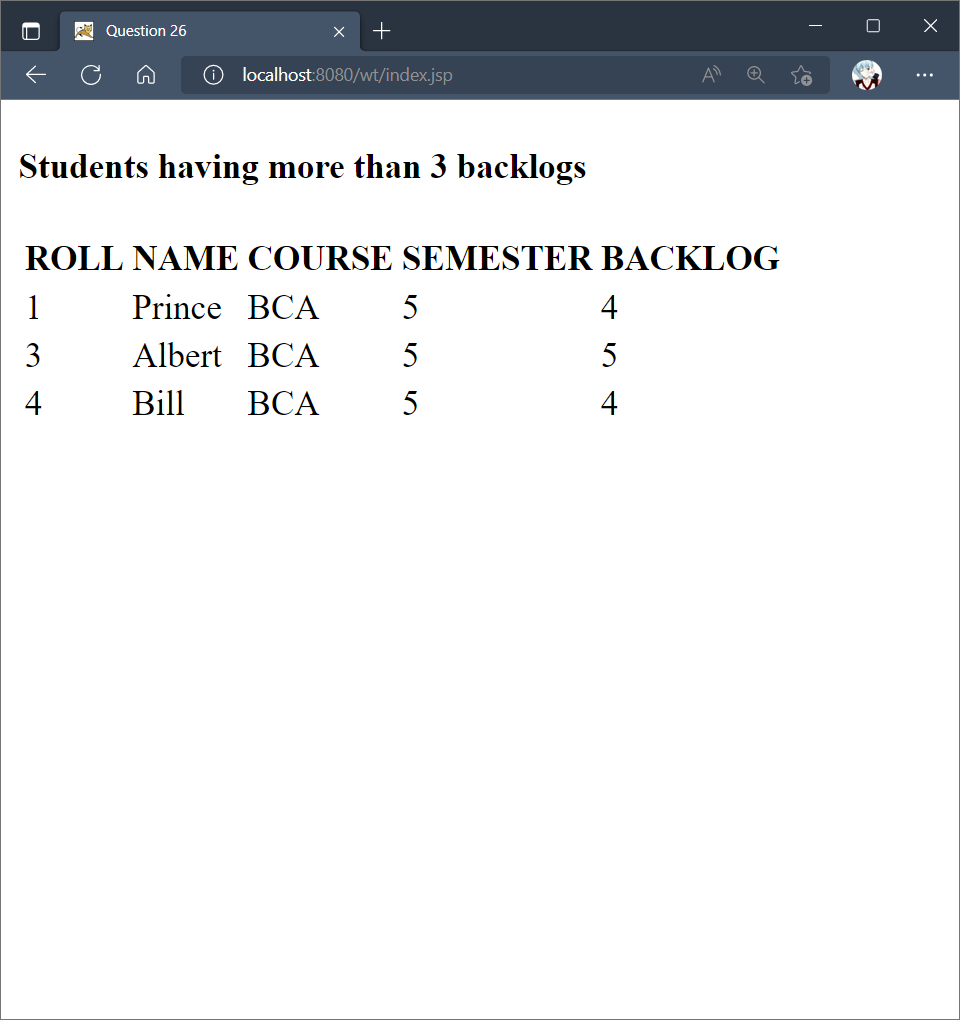 Question 26
localhost:8080/wt/index.jsp
Students having more than 3 backlogs
ROLL NAME COURSE SEMESTER BACKLOG
1 Prince BCA 5 4
3 Albert BCA 5 5
4 Bill BCA 5 4